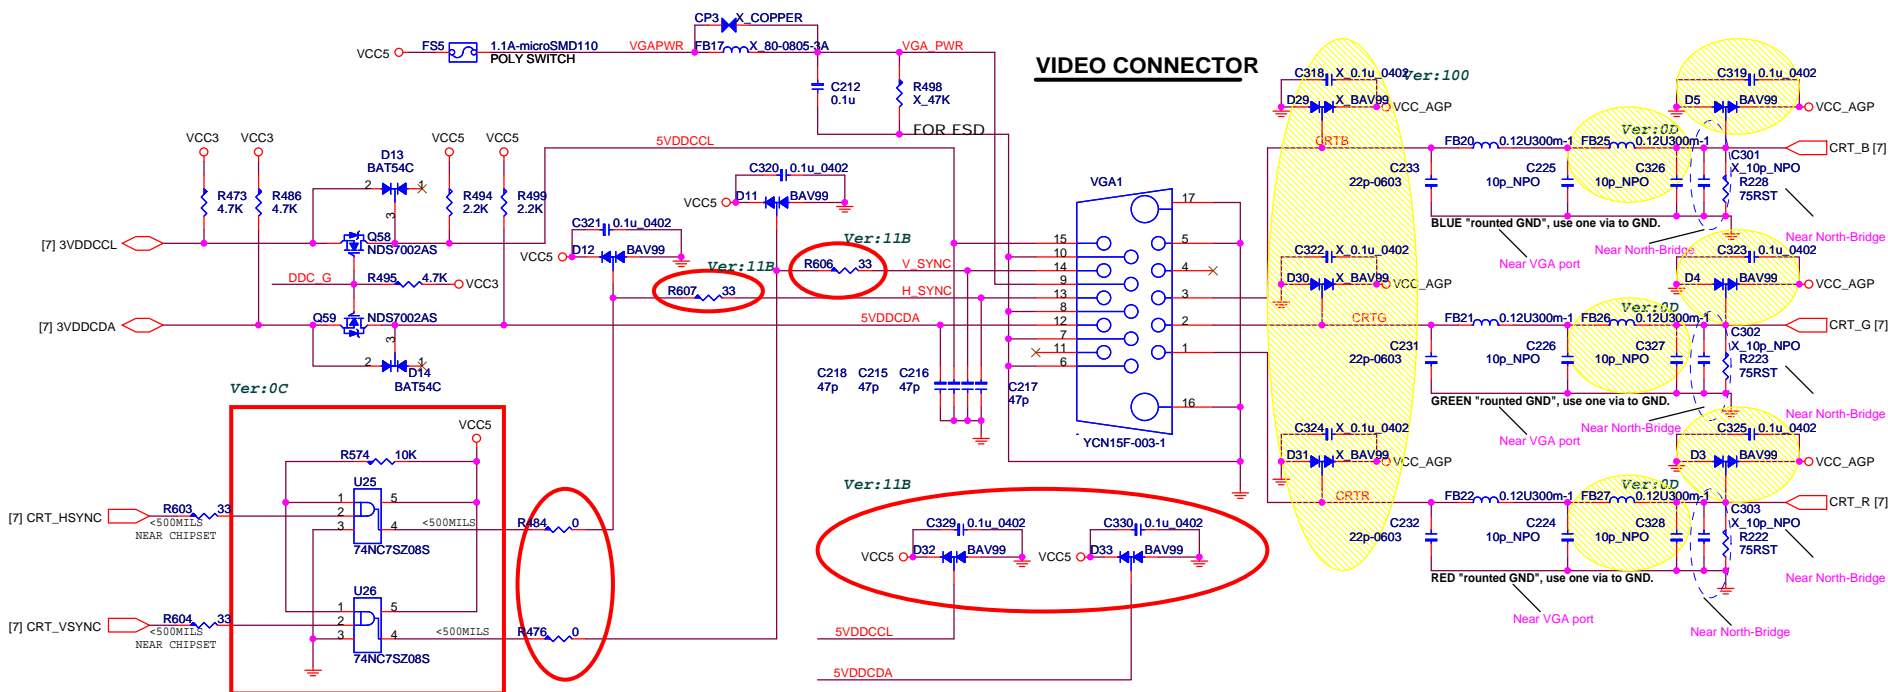 CP3
X_COPPER
VCC5
FS5
1.1A-microSMD110
POLY SWITCH
VGAPWR
FB17
X_80-0805-3A
VGA_PWR
VIDEO CONNECTOR
C212
0.1u
R498
X_47K
FOR ESD
C318
X_0.1u_0402
Ver:100
D29
X_BAV99
VCC_AGP
C319
0.1u_0402
D5
BAV99
VCC_AGP
VCC3
VCC3
VCC5
VCC5
D13
BAT54C
2
1
3
R473
4.7K
R486
4.7K
R494
2.2K
R499
2.2K
5VDDCCL
C320
0.1u_0402
VCC5
D11
BAV99
C321
0.1u_0402
VCC5
D12
BAV99
[7] 3VDDCCL
Q58
NDS7002AS
DDC_G
R495
4.7K
VCC3
[7] 3VDDCDA
Q59
NDS7002AS
3
2
1
D14
BAT54C
Ver:11B
R606
33
V_SYNC
Ver:11B
R607
33
H_SYNC
5VDDCDA
C218
47p
C215
47p
C216
47p
C217
47p
VGA1
17
15
5
10
14
4
9
13
3
8
12
2
7
11
1
6
16
YCN15F-003-1
CRTB
FB20
0.12U300m-1
Ver:0D
FB25
0.12U300m-1
CRT_B [7]
C233
22p-0603
C225
10p_NPO
C326
10p_NPO
C301
X_10p_NPO
R228
75RST
BLUE "rounted GND", use one via to GND.
Near VGA port
Near North-Bridge
Near North-Bridge
C322
X_0.1u_0402
D30
X_BAV99
VCC_AGP
C323
0.1u_0402
D4
BAV99
VCC_AGP
CRTG
FB21
0.12U300m-1
Ver:0D
FB26
0.12U300m-1
CRT_G [7]
C231
22p-0603
C226
10p_NPO
C327
10p_NPO
C302
X_10p_NPO
R223
75RST
GREEN "rounted GND", use one via to GND.
Near VGA port
Near North-Bridge
Near North-Bridge
C324
X_0.1u_0402
D31
X_BAV99
VCC_AGP
C325
0.1u_0402
D3
BAV99
VCC_AGP
CRTR
FB22
0.12U300m-1
Ver:0D
FB27
0.12U300m-1
CRT_R [7]
C232
22p-0603
C224
10p_NPO
C328
10p_NPO
C303
X_10p_NPO
R222
75RST
RED "rounted GND", use one via to GND.
Near VGA port
Near North-Bridge
Near North-Bridge
Ver:0C
VCC5
R574
10K
U25
1
2
3
5
4
74NC7SZ08S
[7] CRT_HSYNC
R603
33
<500MILS
NEAR CHIPSET
<500MILS
R484
0
U26
1
2
3
5
4
74NC7SZ08S
[7] CRT_VSYNC
R604
33
<500MILS
NEAR CHIPSET
<500MILS
R476
0
Ver:11B
C329
0.1u_0402
VCC5
D32
BAV99
C330
0.1u_0402
VCC5
D33
BAV99
5VDDCCL
5VDDCDA